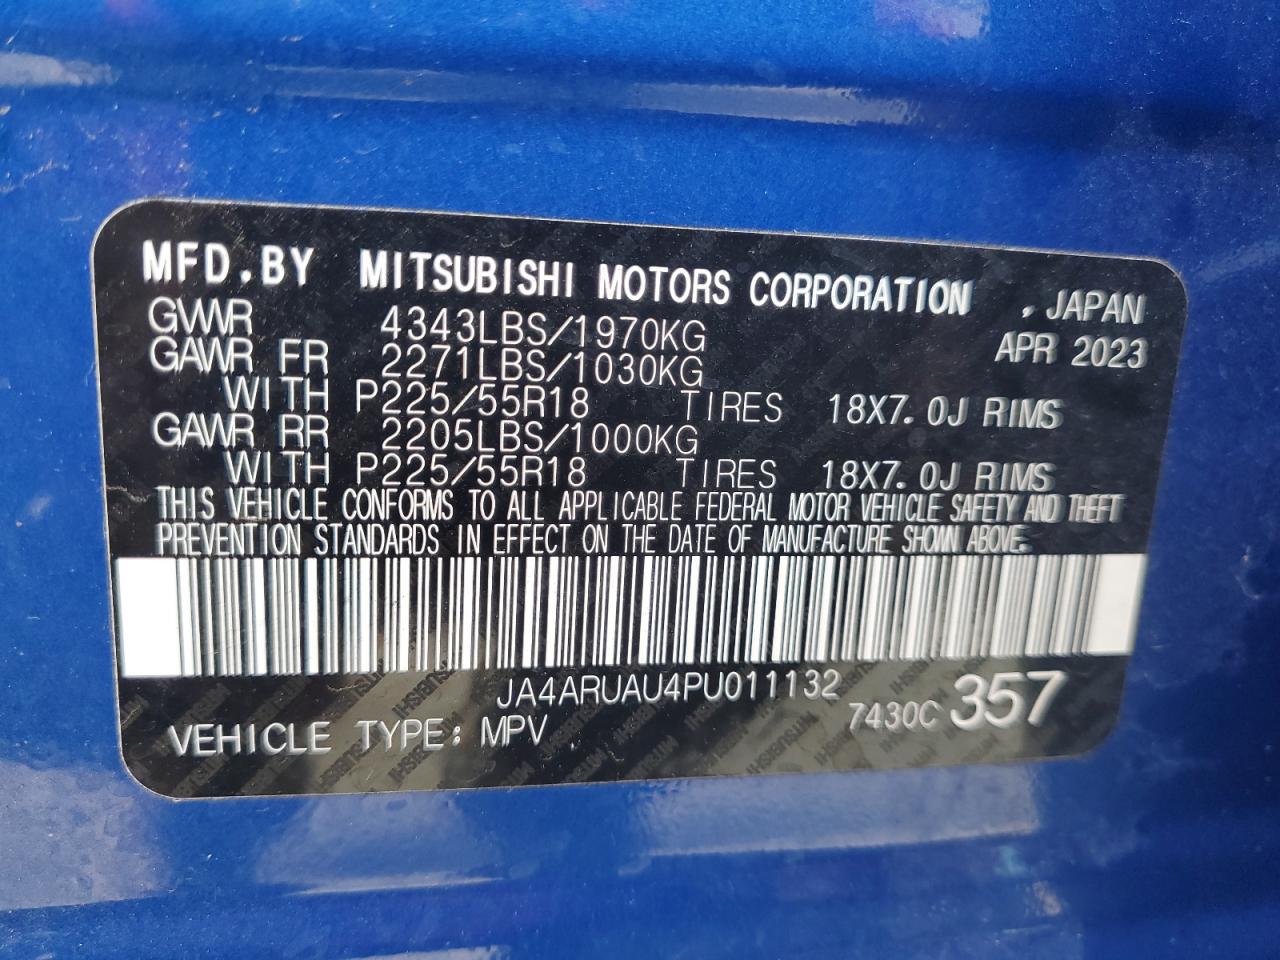 MFD.BY MITSUBISHI MOTORS CORPORATION , JAPAN
GVWR 4343LBS/1970KG APR 2023
GAWR FR 2271LBS/1030KG
WITH P225/55R18 TIRES 18X7.0J RIMS
GAWR RR 2205LBS/1000KG
WITH P225/55R18 TIRES 18X7.0J RIMS
THIS VEHICLE CONFORMS TO ALL APPLICABLE FEDERAL MOTOR VEHICLE SAFETY AND THEFT
PREVENTION STANDARDS IN EFFECT ON THE DATE OF MANUFACTURE SHOWN ABOVE.
JA4ARUAU4PU011132
VEHICLE TYPE: MPV 7430C 357